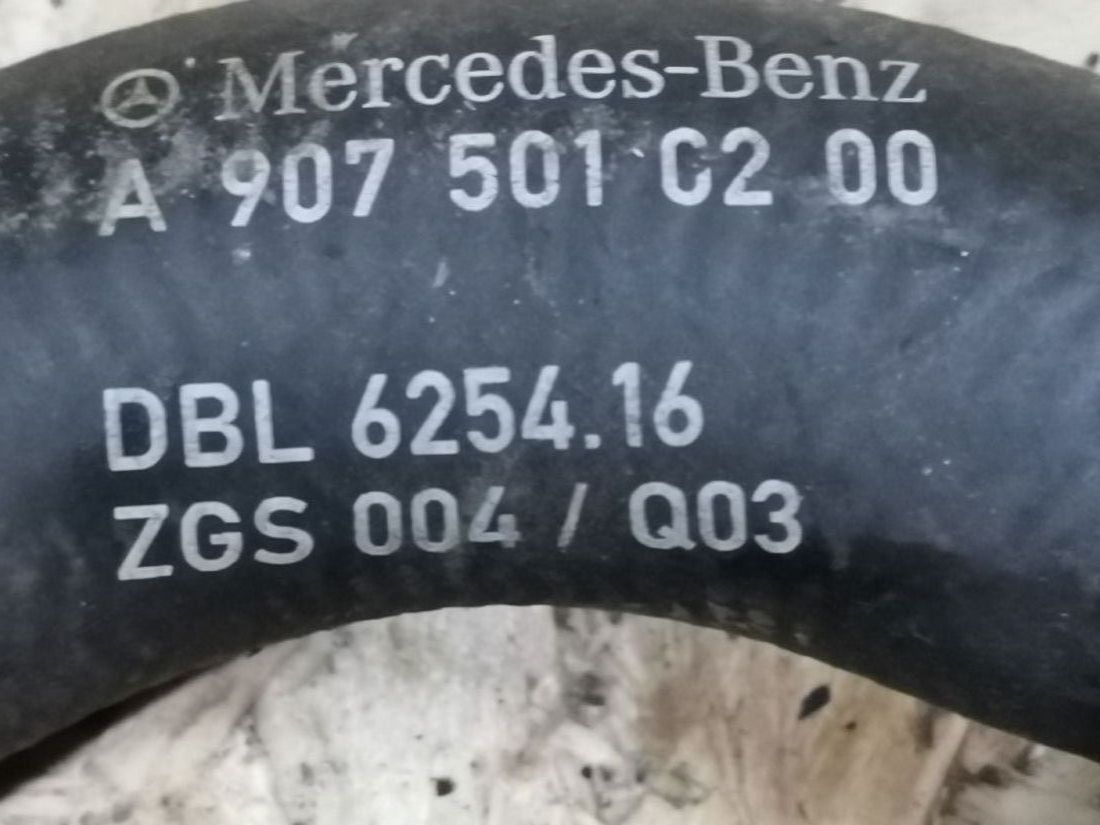 Mercedes-Benz
A 907 501 C2 00
DBL 6254.16
ZGS 004 / Q03